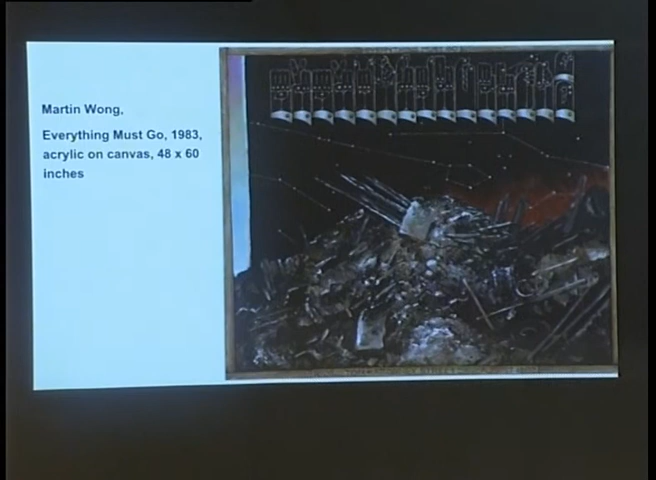 Martin Wong,
Everything Must Go, 1983,
acrylic on canvas, 48 x 60
inches